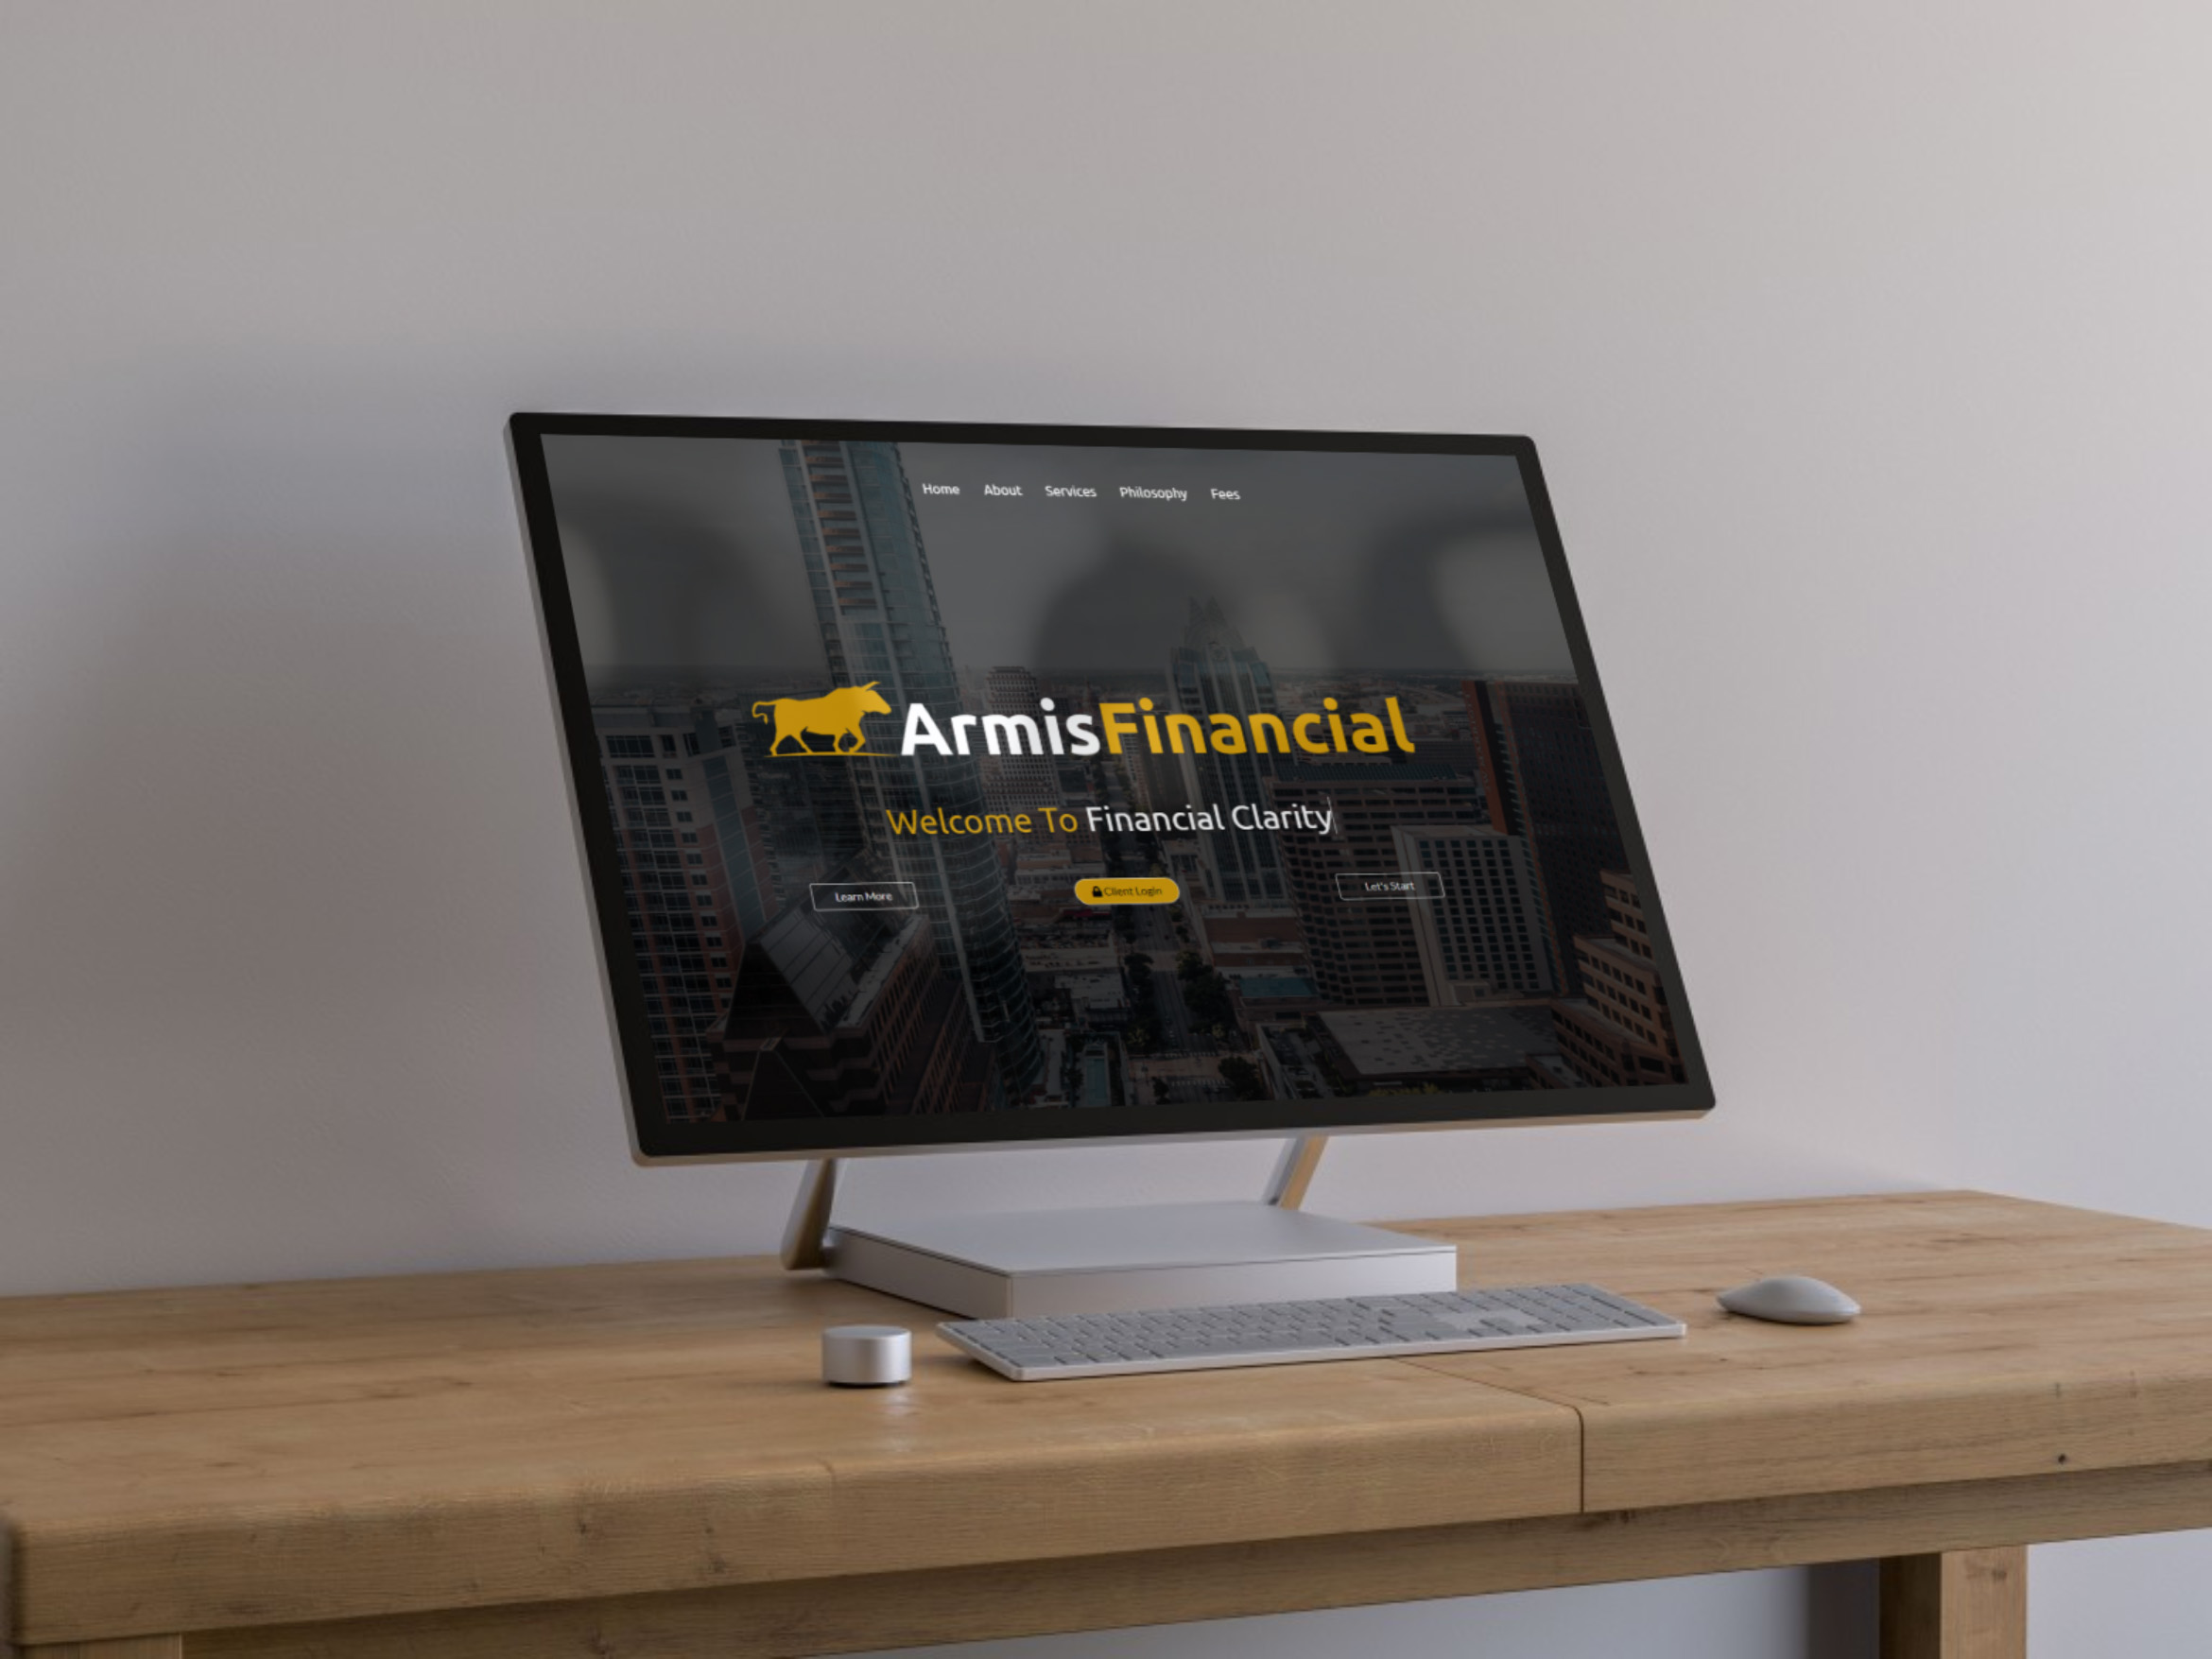 Home About Services Philosophy Fees
ArmisFinancial
Welcome To Financial Clarity
Learn More Client Login Let's Start